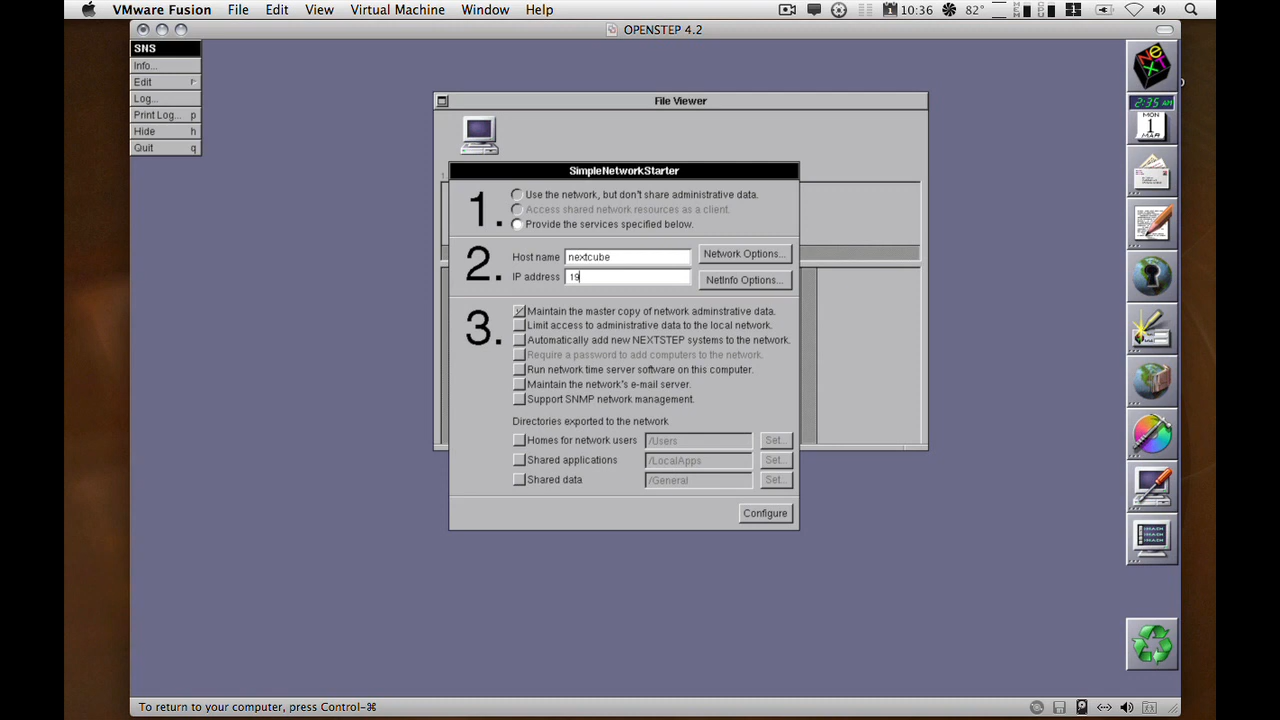 VMware Fusion File Edit View Virtual Machine Window Help 10:36 82°
OPENSTEP 4.2
SNS
Info...
Edit
Log...
Print Log... p
Hide h
Quit q
File Viewer
NeXT
2:35 AM
MON
1
MAR
SimpleNetworkStarter
1.
Use the network, but don't share administrative data.
Access shared network resources as a client.
Provide the services specified below.
2.
Host name nextcube Network Options...
IP address 19 NetInfo Options...
3.
Maintain the master copy of network adminstrative data.
Limit access to administrative data to the local network.
Automatically add new NEXTSTEP systems to the network.
Require a password to add computers to the network.
Run network time server software on this computer.
Maintain the network's e-mail server.
Support SNMP network management.
Directories exported to the network
Homes for network users /Users Set...
Shared applications /LocalApps Set...
Shared data /General Set...
Configure
To return to your computer, press Control-⌘